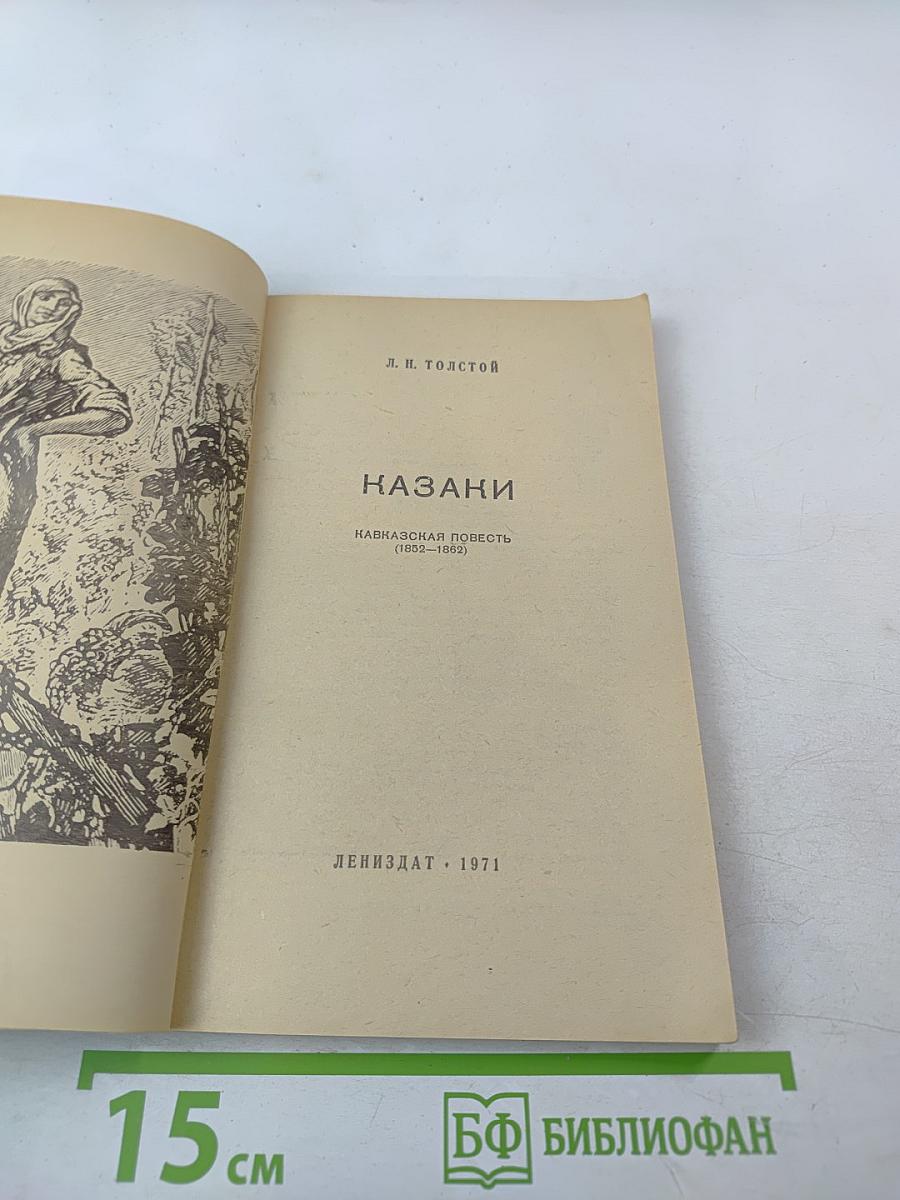 Л. Н. ТОЛСТОЙ
КАЗАКИ
КАВКАЗСКАЯ ПОВЕСТЬ
(1852—1862)
ЛЕНИЗДАТ • 1971
15 см
БФ БИБЛИОФАН